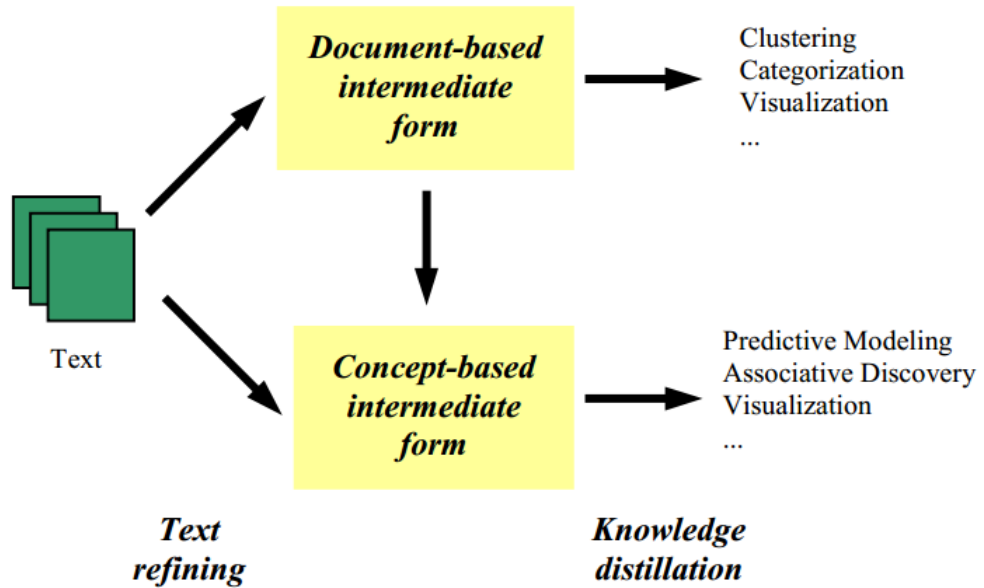 Document-based
intermediate
form
Clustering
Categorization
Visualization
...
Text
Concept-based
intermediate
form
Predictive Modeling
Associative Discovery
Visualization
...
Text
refining
Knowledge
distillation